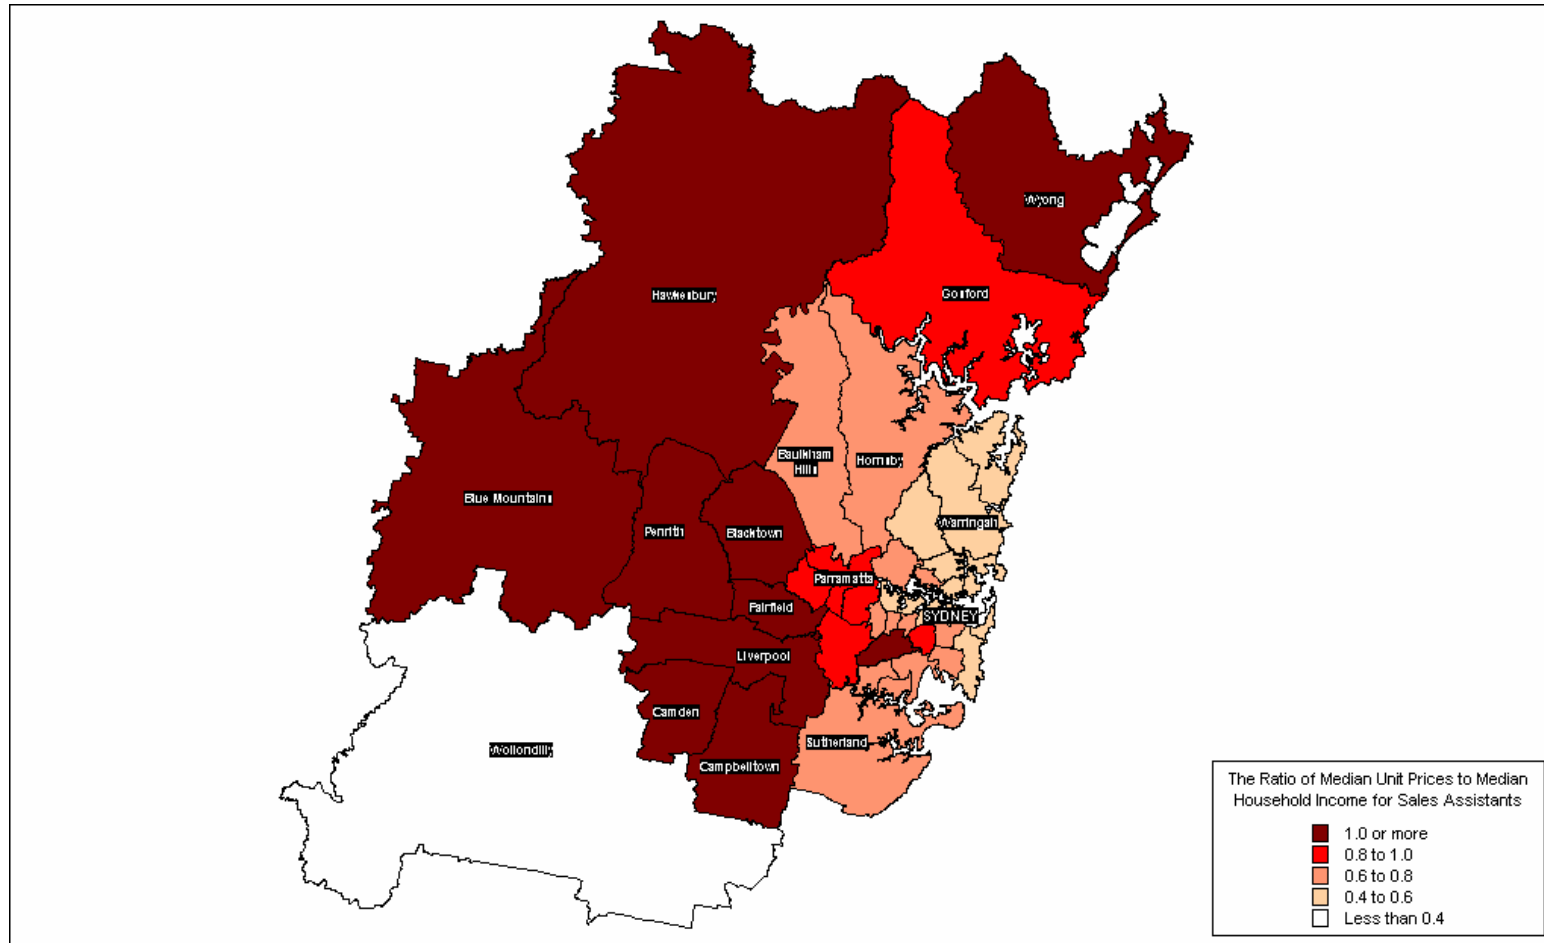 Wyong
Hawkesbury
Gosford
Baulkham
Hills
Hornsby
Blue Mountains
Warringah
Penrith
Blacktown
Parramatta
Fairfield
SYDNEY
Liverpool
Camden
Sutherland
Wollondilly
Campbelltown
The Ratio of Median Unit Prices to Median
Household Income for Sales Assistants
1.0 or more
0.8 to 1.0
0.6 to 0.8
0.4 to 0.6
Less than 0.4